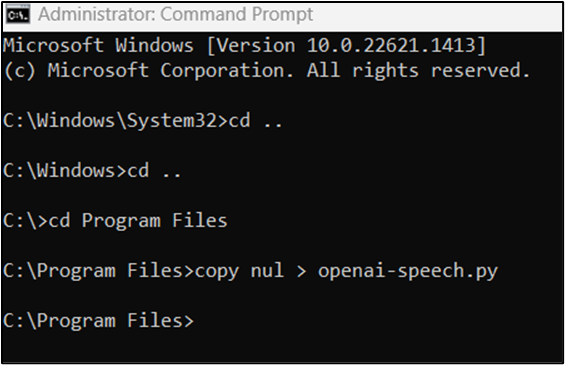 Administrator: Command Prompt
Microsoft Windows [Version 10.0.22621.1413]
(c) Microsoft Corporation. All rights reserved.
C:\Windows\System32>cd ..
C:\Windows>cd ..
C:\>cd Program Files
C:\Program Files>copy nul > openai-speech.py
C:\Program Files>